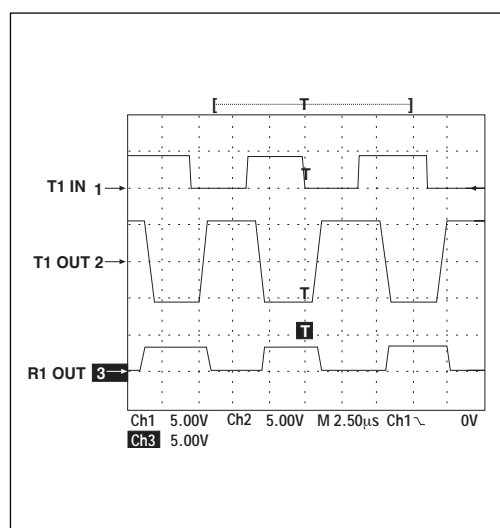 [ T ]
T1 IN 1
T
T1 OUT 2
T
T
R1 OUT 3
Ch1 5.00V Ch2 5.00V M 2.50µs Ch1 0V
Ch3 5.00V